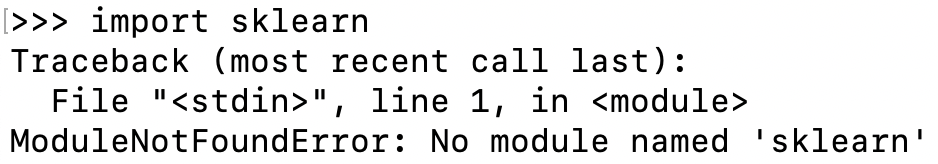 [>>> import sklearn
Traceback (most recent call last):
  File "<stdin>", line 1, in <module>
ModuleNotFoundError: No module named 'sklearn'